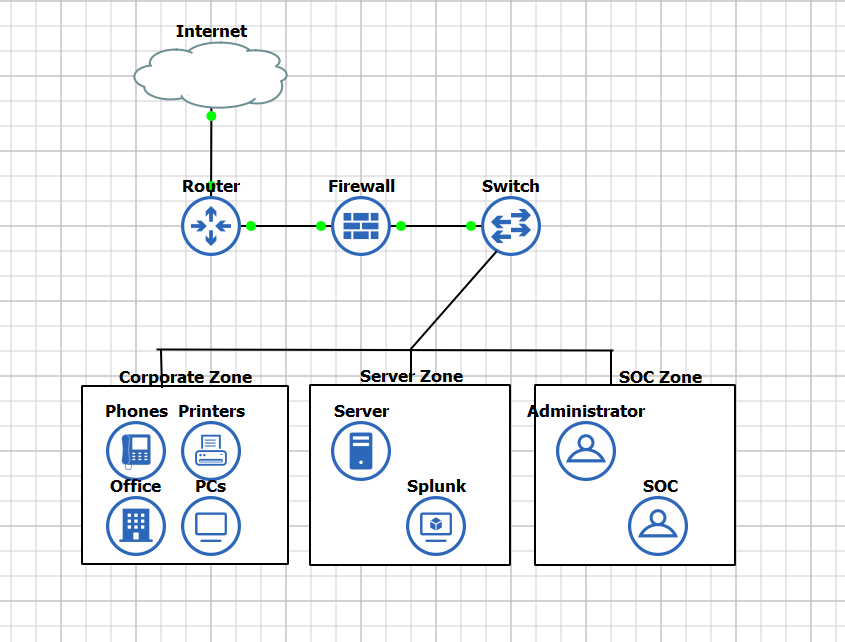 Internet
Router
Firewall
Switch
Corporate Zone
Server Zone
SOC Zone
Phones
Printers
Server
Administrator
Office
PCs
Splunk
SOC